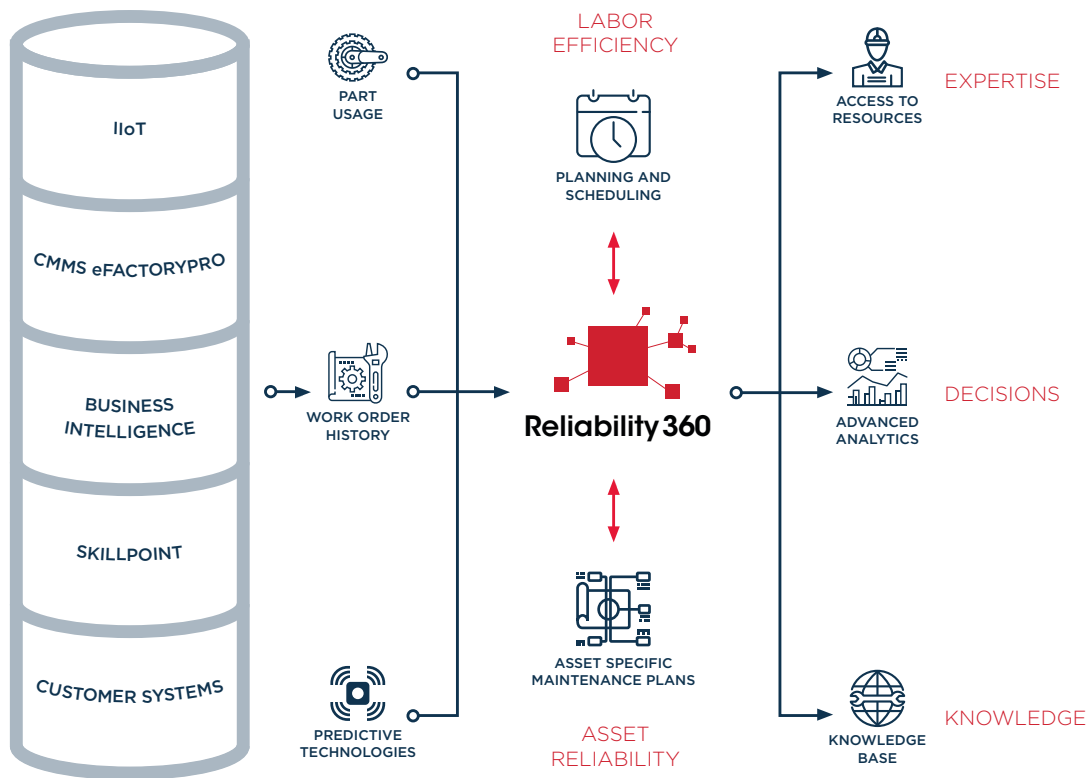 IIoT
CMMS eFACTORYPRO
BUSINESS
INTELLIGENCE
SKILLPOINT
CUSTOMER SYSTEMS
PART
USAGE
WORK ORDER
HISTORY
PREDICTIVE
TECHNOLOGIES
LABOR
EFFICIENCY
PLANNING AND
SCHEDULING
Reliability 360
ASSET SPECIFIC
MAINTENANCE PLANS
ASSET
RELIABILITY
ACCESS TO
RESOURCES
EXPERTISE
ADVANCED
ANALYTICS
DECISIONS
KNOWLEDGE
BASE
KNOWLEDGE